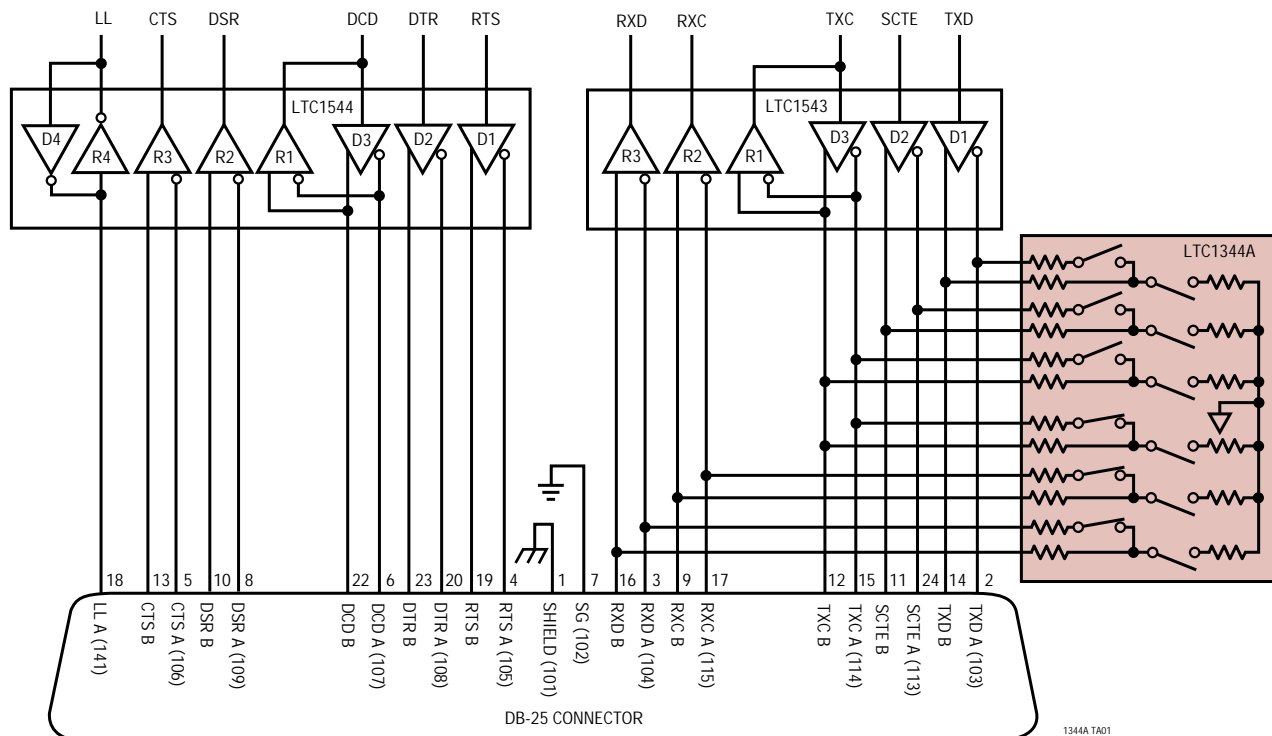 LL CTS DSR DCD DTR RTS RXD RXC TXC SCTE TXD
LTC1544 LTC1543
D4 R4 R3 R2 R1 D3 D2 D1 R3 R2 R1 D3 D2 D1
LTC1344A
18 13 5 10 8 22 6 23 20 19 4 1 7 16 3 9 17 12 15 11 24 14 2
LL A (141)
CTS B
CTS A (106)
DSR B
DSR A (109)
DCD B
DCD A (107)
DTR B
DTR A (108)
RTS B
RTS A (105)
SHIELD (101)
SG (102)
RXD B
RXD A (104)
RXC B
RXC A (115)
TXC B
TXC A (114)
SCTE B
SCTE A (113)
TXD B
TXD A (103)
DB-25 CONNECTOR
1344A TA01